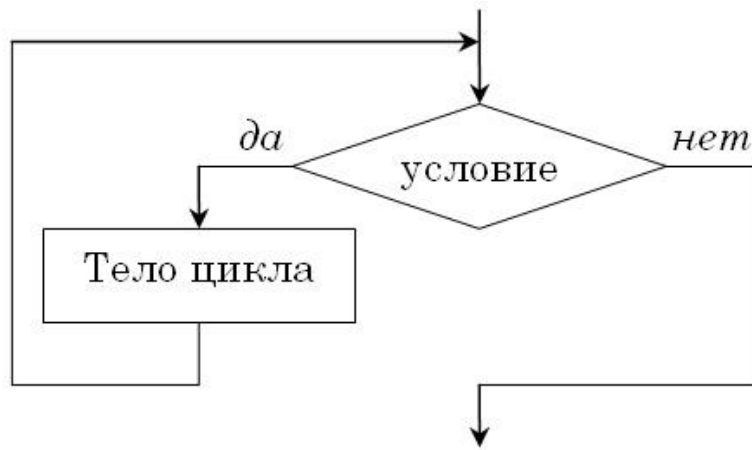 да
нет
условие
Тело цикла